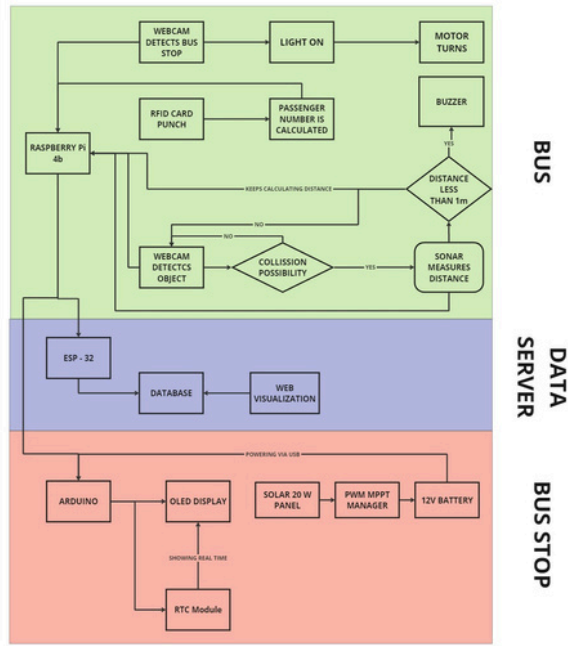 WEBCAM
DETECTS BUS
STOP
LIGHT ON
MOTOR
TURNS
RFID CARD
PUNCH
PASSENGER
NUMBER IS
CALCULATED
BUZZER
RASPBERRY Pi
4b
YES
KEEPS CALCULATING DISTANCE
DISTANCE
LESS
THAN 1m
NO
NO
WEBCAM
DETECTCS
OBJECT
COLLISSION
POSSIBILITY
YES
SONAR
MEASURES
DISTANCE
BUS
ESP - 32
DATABASE
WEB
VISUALIZATION
DATA
SERVER
POWERING VIA USB
ARDUINO
OLED DISPLAY
SOLAR 20 W
PANEL
PWM MPPT
MANAGER
12V BATTERY
SHOWING REAL TIME
RTC Module
BUS STOP